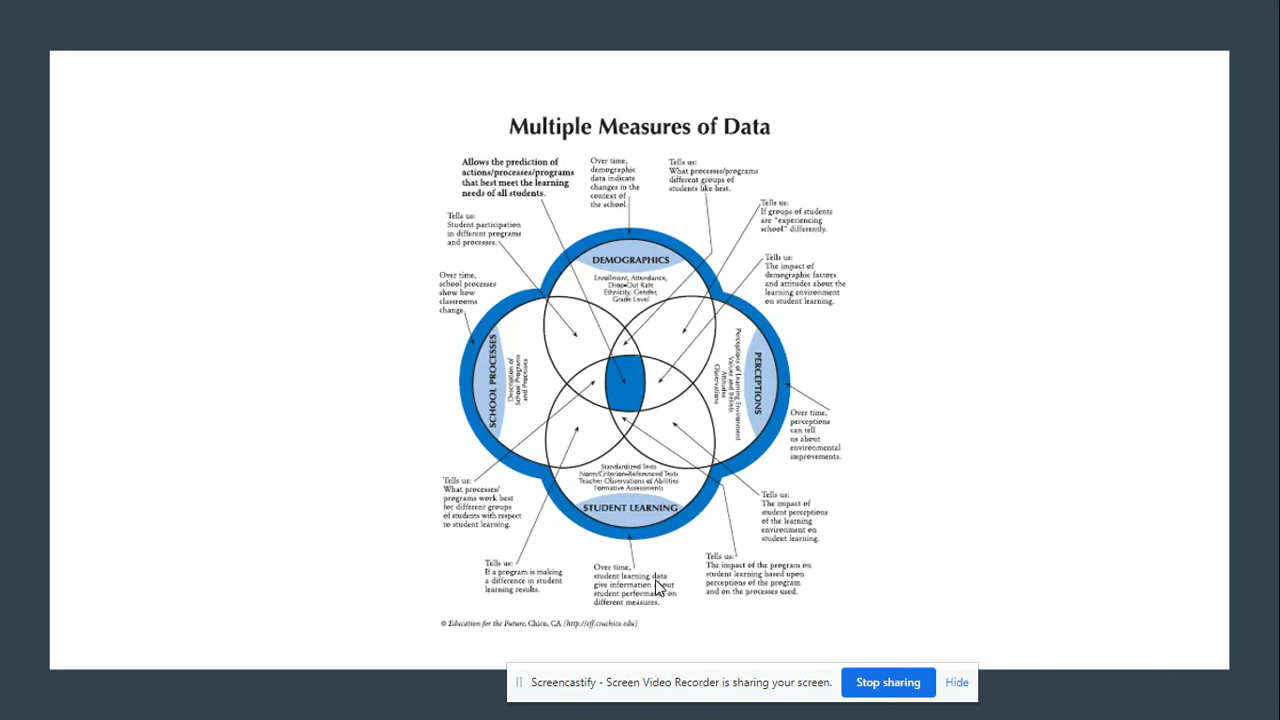 Multiple Measures of Data
Allows the prediction of
actions/processes/programs
that best meet the learning
needs of all students.
Over time,
demographic
data indicate
changes in the
context of
the school.
Tells us:
What processes/programs
different groups of
students like best.
Tells us:
If groups of students
are "experiencing
school" differently.
Tells us:
Student participation
in different programs
and processes.
Tells us:
The impact of
demographic factors
and attitudes about the
learning environment
on student learning.
Over time,
school processes
show how
classrooms
change.
DEMOGRAPHICS
Enrollment, Attendance,
Drop-Out Rate
Ethnicity, Gender,
Grade Level
SCHOOL PROCESSES
Description of
School Programs
and Processes
PERCEPTIONS
Perceptions of Learning Environment
Values and Beliefs
Attitudes
Observations
Over time,
perceptions
can tell
us about
environmental
improvements.
Standardized Tests
Norm/Criterion-Referenced Tests
Teacher Observations of Abilities
Formative Assessments
STUDENT LEARNING
Tells us:
What processes/
programs work best
for different groups
of students with respect
to student learning.
Tells us:
The impact of
student perceptions
of the learning
environment on
student learning.
Tells us:
If a program is making
a difference in student
learning results.
Over time,
student learning data
give information
student on
different measures.
Tells us:
The impact of the program on
student learning based upon
perceptions of the program
and on the processes used.
© Education for the Future, Chico, CA (http://eff.csuchico.edu)
Screencastify - Screen Video Recorder is sharing your screen.
Stop sharing
Hide